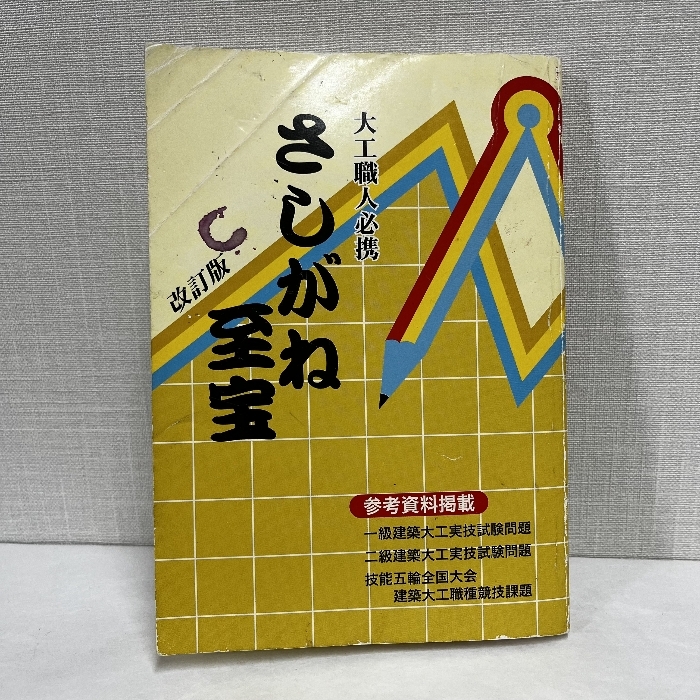 大工職人必携
さしがね
至宝
改訂版
参考資料掲載
一級建築大工実技試験問題
二級建築大工実技試験問題
技能五輪全国大会
建築大工職種競技課題